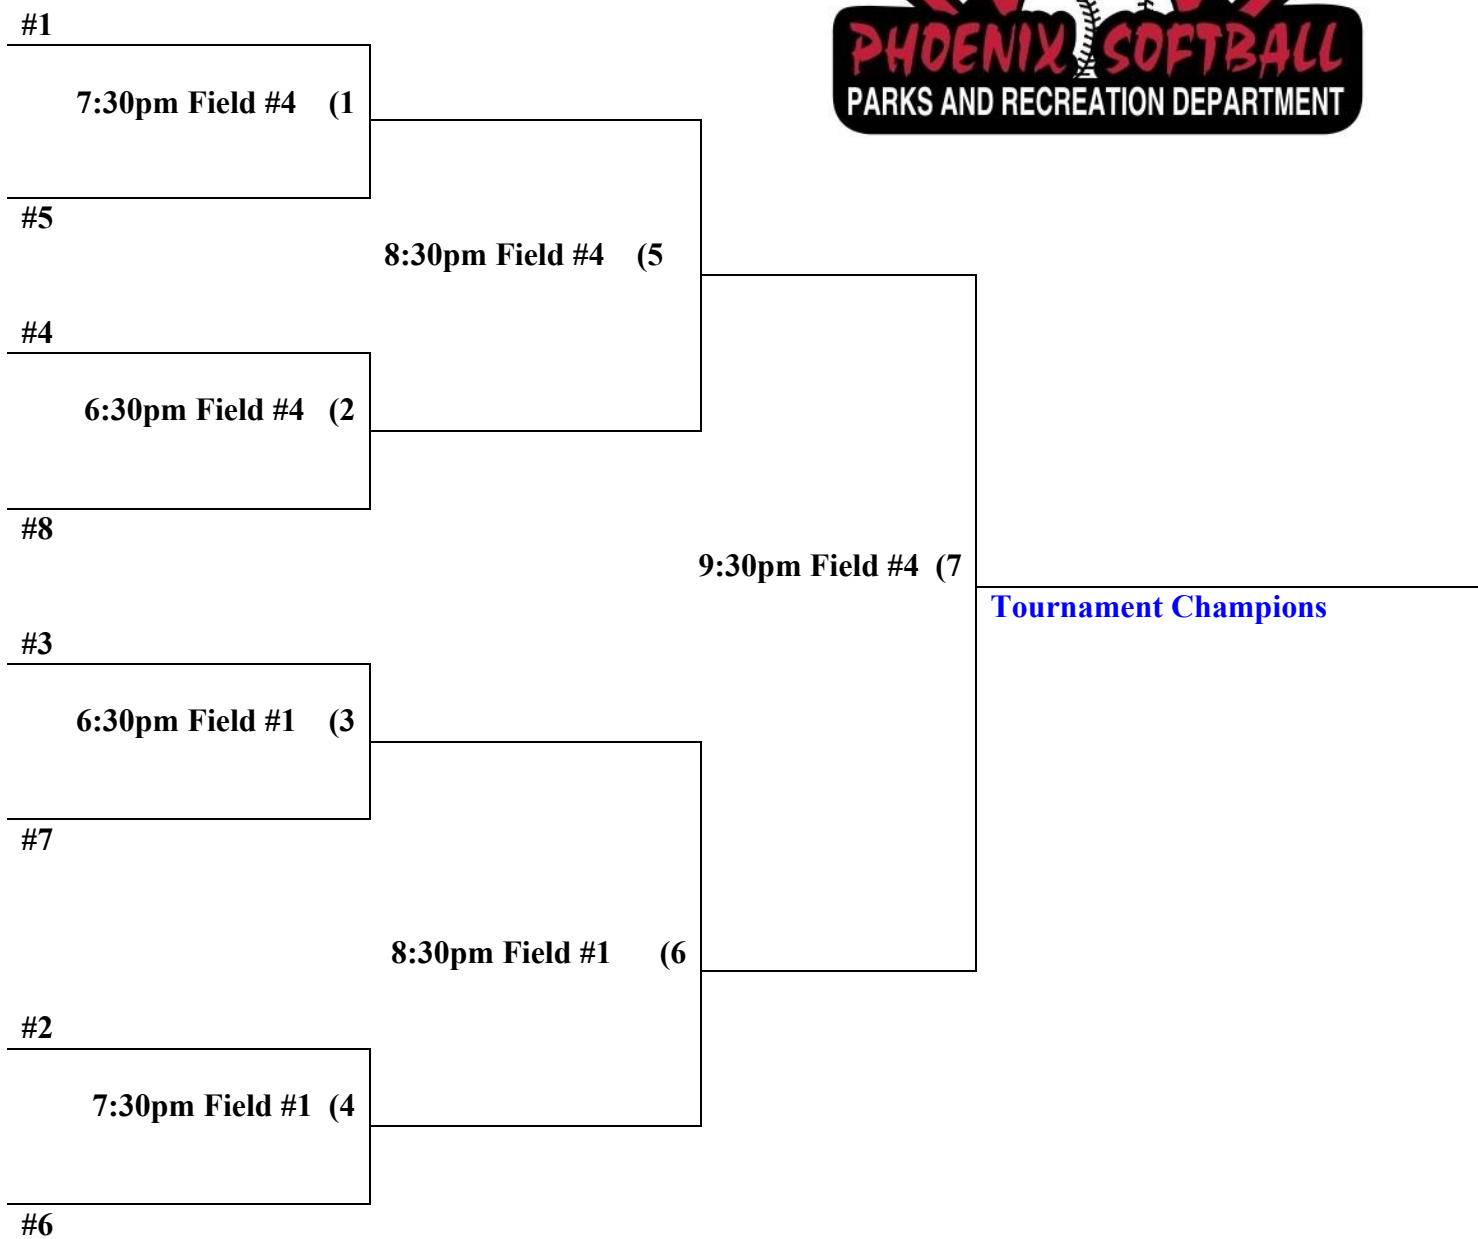 #1
PHOENIX SOFTBALL
PARKS AND RECREATION DEPARTMENT
7:30pm Field #4 (1
#5
8:30pm Field #4 (5
#4
6:30pm Field #4 (2
#8
9:30pm Field #4 (7
Tournament Champions
#3
6:30pm Field #1 (3
#7
8:30pm Field #1 (6
#2
7:30pm Field #1 (4
#6